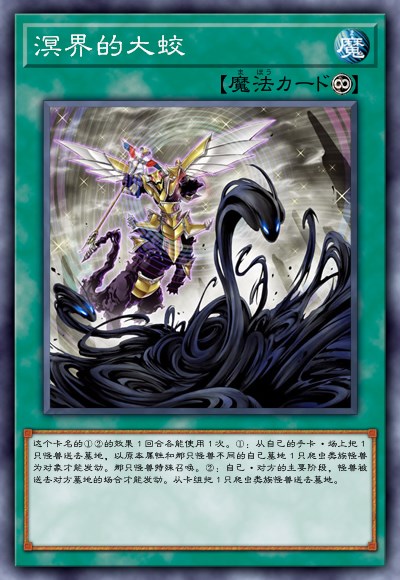 溟界的大蛟
魔
【魔法カード】
まほう
这个卡名的①②的效果1回合各能使用1次。①:从自己的手卡·场上把1
只怪兽送去墓地,以原本属性和那只怪兽不同的自己墓地1只爬虫类族怪兽
为对象才能发动。那只怪兽特殊召唤。②:自己·对方的主要阶段,怪兽被
送去对方墓地的场合才能发动。从卡组把1只爬虫类族怪兽送去墓地。